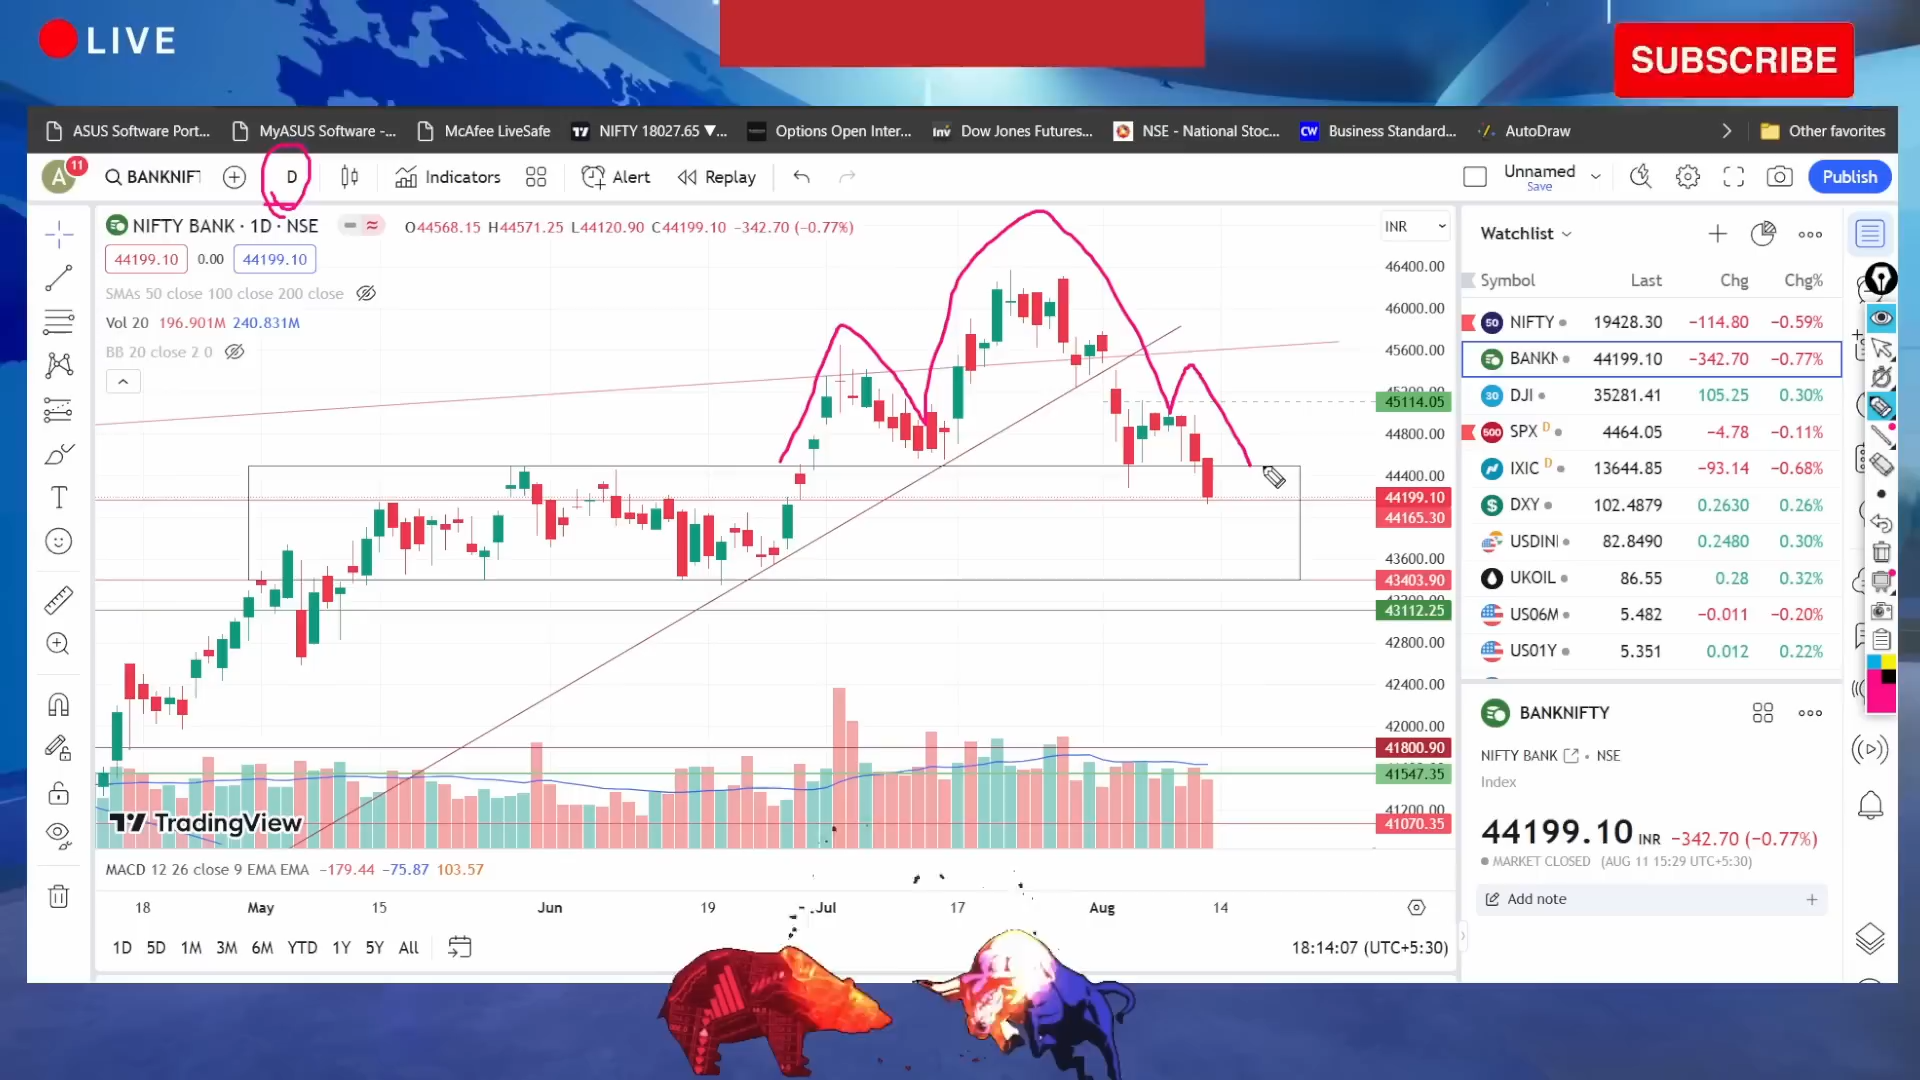 LIVE
SUBSCRIBE
ASUS Software Port...
MyASUS Software -...
McAfee LiveSafe
NIFTY 18027.65 ▼...
Options Open Inter...
Dow Jones Futures...
NSE - National Stoc...
Business Standard...
AutoDraw
Other favorites
A
11
BANKNIF
D
Indicators
Alert
Replay
Unnamed
Save
Publish
NIFTY BANK · 1D · NSE
O44568.15 H44571.25 L44120.90 C44199.10 −342.70 (−0.77%)
INR
44199.10
0.00
44199.10
SMAs 50 close 100 close 200 close
Vol 20 196.901M 240.831M
BB 20 close 2 0
46400.00
46000.00
45600.00
45114.05
44800.00
44400.00
44199.10
44165.30
43600.00
43403.90
43112.25
42800.00
42400.00
42000.00
41800.90
41547.35
41200.00
41070.35
TradingView
MACD 12 26 close 9 EMA EMA −179.44 −75.87 103.57
18
May
15
Jun
19
Jul
17
Aug
14
1D 5D 1M 3M 6M YTD 1Y 5Y All
18:14:07 (UTC+5:30)
Watchlist
Symbol Last Chg Chg%
50 NIFTY 19428.30 −114.80 −0.59%
BANKN 44199.10 −342.70 −0.77%
30 DJI 35281.41 105.25 0.30%
500 SPX D 4464.05 −4.78 −0.11%
IXIC D 13644.85 −93.14 −0.68%
$ DXY 102.4879 0.2630 0.26%
USDINI 82.8490 0.2480 0.30%
UKOIL 86.55 0.28 0.32%
US06M 5.482 −0.011 −0.20%
US01Y 5.351 0.012 0.22%
BANKNIFTY
NIFTY BANK • NSE
Index
44199.10 INR −342.70 (−0.77%)
MARKET CLOSED (AUG 11 15:29 UTC+5:30)
Add note